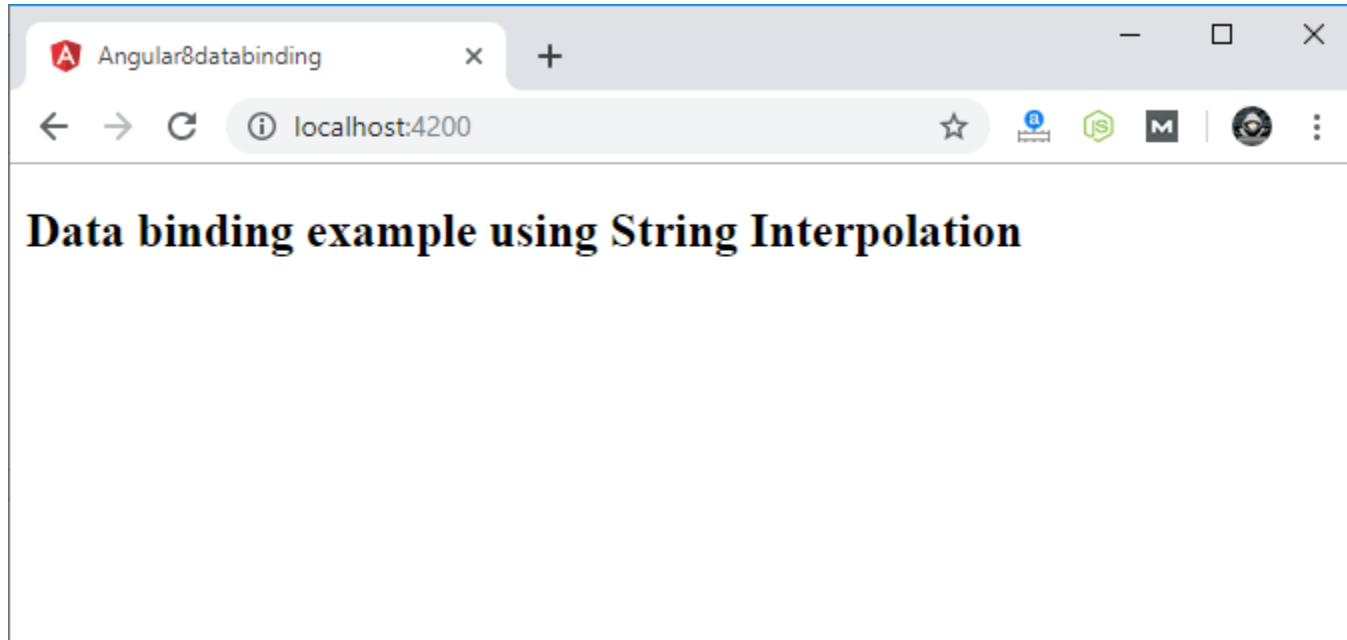 Angular8databinding
localhost:4200
Data binding example using String Interpolation